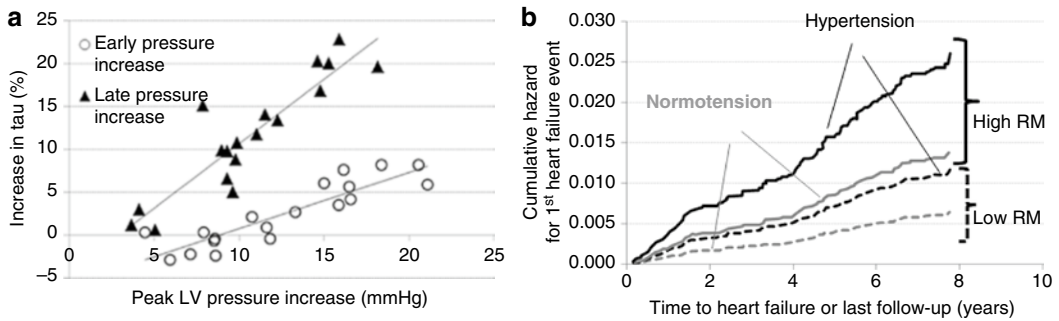 a
25
20
15
10
5
0
–5
Increase in tau (%)
Early pressure
increase
Late pressure
increase
0
5
10
15
20
25
Peak LV pressure increase (mmHg)
b
0.030
0.025
0.020
0.015
0.010
0.005
0.000
Cumulative hazard
for 1st heart failure event
Hypertension
Normotension
High RM
Low RM
0
2
4
6
8
10
Time to heart failure or last follow-up (years)